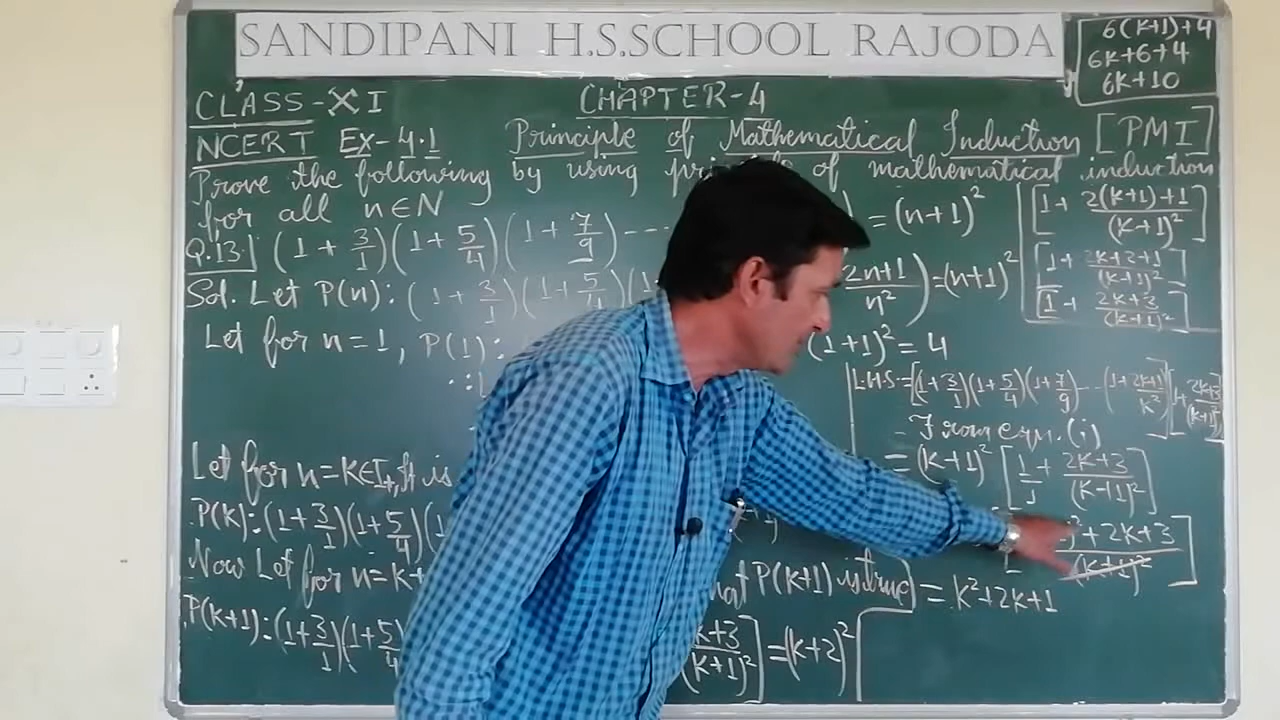 SANDIPANI H.S.SCHOOL RAJODA
6(K+1)+4
6K+6+4
6K+10
CLASS-XI CHAPTER-4
NCERT EX-4.1 Principle of Mathematical Induction [PMI]
Prove the following by using of mathematical induction
for all n∈N
Q.13. (1+3/1)(1+5/4)(1+7/9)---- =(n+1)²
Sol. Let P(n): (1+3/1)(1+5/4)(1 2n+1/n²)=(n+1)²
[1+ 2(K+1)+1/(K+1)²]
[1+ 2K+2+1/(K+1)²]
[1+ 2K+3/(K+1)²]
Let for n=1, P(1): (1+1)²=4
L.H.S.=[(1+3/1)(1+5/4)(1+7/9)---(1+2K+1/K²)][1+2K+3/(K+1)²]
From equn. (i)
=(K+1)² [1/1+ 2K+3/(K+1)²]
Let for n=K∈I₊, It is
P(K):(1+3/1)(1+5/4)(1
[ )²+2K+3/(K+1)²]
Now Let for n=K+ that P(K+1) is true
=K²+2K+1
P(K+1):(1+3/1)(1+5/4 K+3/(K+1)²]=(K+2)²